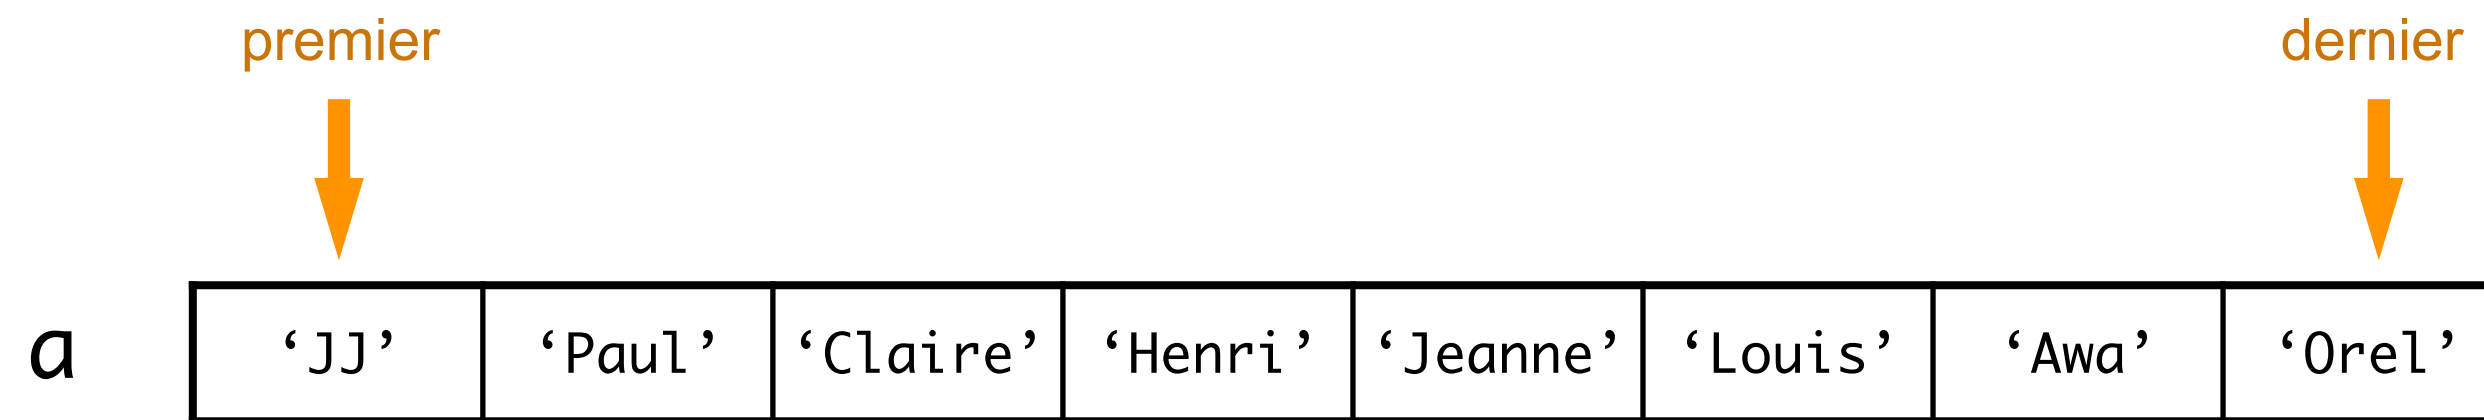 premier dernier
a ‘JJ’ ‘Paul’ ‘Claire’ ‘Henri’ ‘Jeanne’ ‘Louis’ ‘Awa’ ‘Orel’